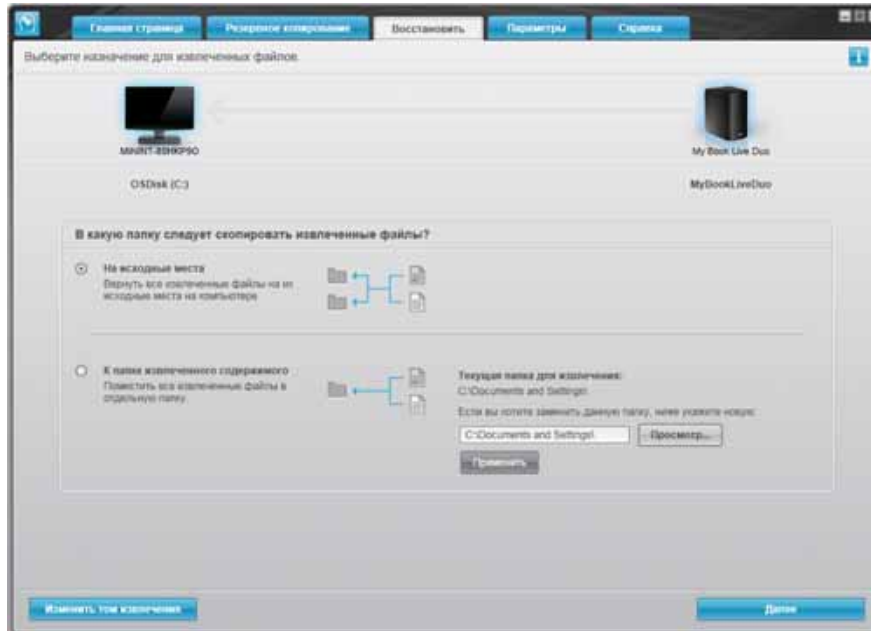 Главная страница
Резервное копирование
Восстановить
Параметры
Справка
Выберите назначение для извлеченных файлов.
My Book Live Duo
OSDisk (C:)
MyBookLiveDuo
В какую папку следует скопировать извлеченные файлы?
На исходные места
Вернуть все извлеченные файлы на их
исходные места на компьютере
К папке извлеченного содержимого
Поместить все извлеченные файлы в
отдельную папку.
Текущая папка для извлечения:
C:\Documents and Settings\
Если вы хотите заменить данную папку, ниже укажите новую:
C:\Documents and Settings\
Просмотр...
Применить
Изменить том извлечения
Далее